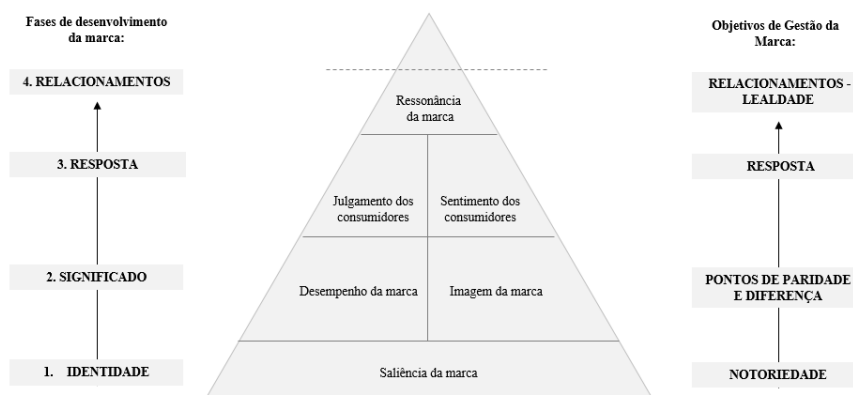 Fases de desenvolvimento
da marca:
4. RELACIONAMENTOS
3. RESPOSTA
2. SIGNIFICADO
1. IDENTIDADE
Ressonância
da marca
Julgamento dos
consumidores
Sentimento dos
consumidores
Desempenho da marca
Imagem da marca
Saliência da marca
Objetivos de Gestão da
Marca:
RELACIONAMENTOS -
LEALDADE
RESPOSTA
PONTOS DE PARIDADE
E DIFERENÇA
NOTORIEDADE